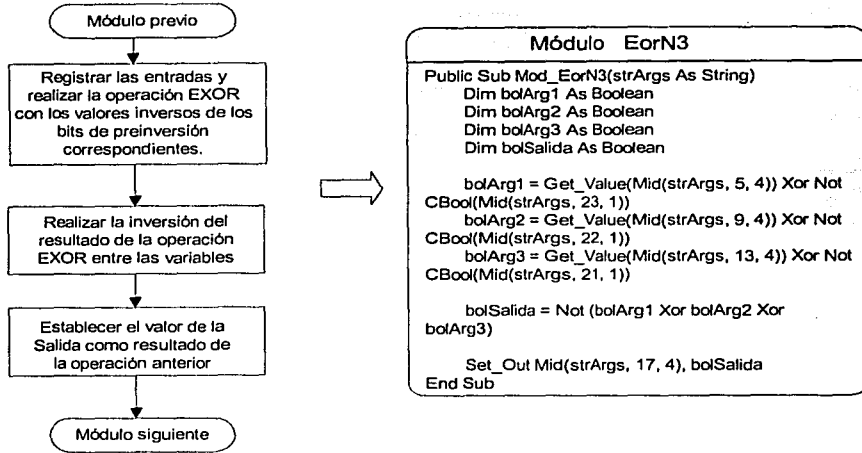 Módulo previo
Registrar las entradas y
realizar la operación EXOR
con los valores inversos de los
bits de preinversión
correspondientes.
Realizar la inversión del
resultado de la operación
EXOR entre las variables
Establecer el valor de la
Salida como resultado de
la operación anterior
Módulo siguiente
Módulo EorN3
Public Sub Mod_EorN3(strArgs As String)
Dim bolArg1 As Boolean
Dim bolArg2 As Boolean
Dim bolArg3 As Boolean
Dim bolSalida As Boolean
bolArg1 = Get_Value(Mid(strArgs, 5, 4)) Xor Not
CBool(Mid(strArgs, 23, 1))
bolArg2 = Get_Value(Mid(strArgs, 9, 4)) Xor Not
CBool(Mid(strArgs, 22, 1))
bolArg3 = Get_Value(Mid(strArgs, 13, 4)) Xor Not
CBool(Mid(strArgs, 21, 1))
bolSalida = Not (bolArg1 Xor bolArg2 Xor
bolArg3)
Set_Out Mid(strArgs, 17, 4), bolSalida
End Sub